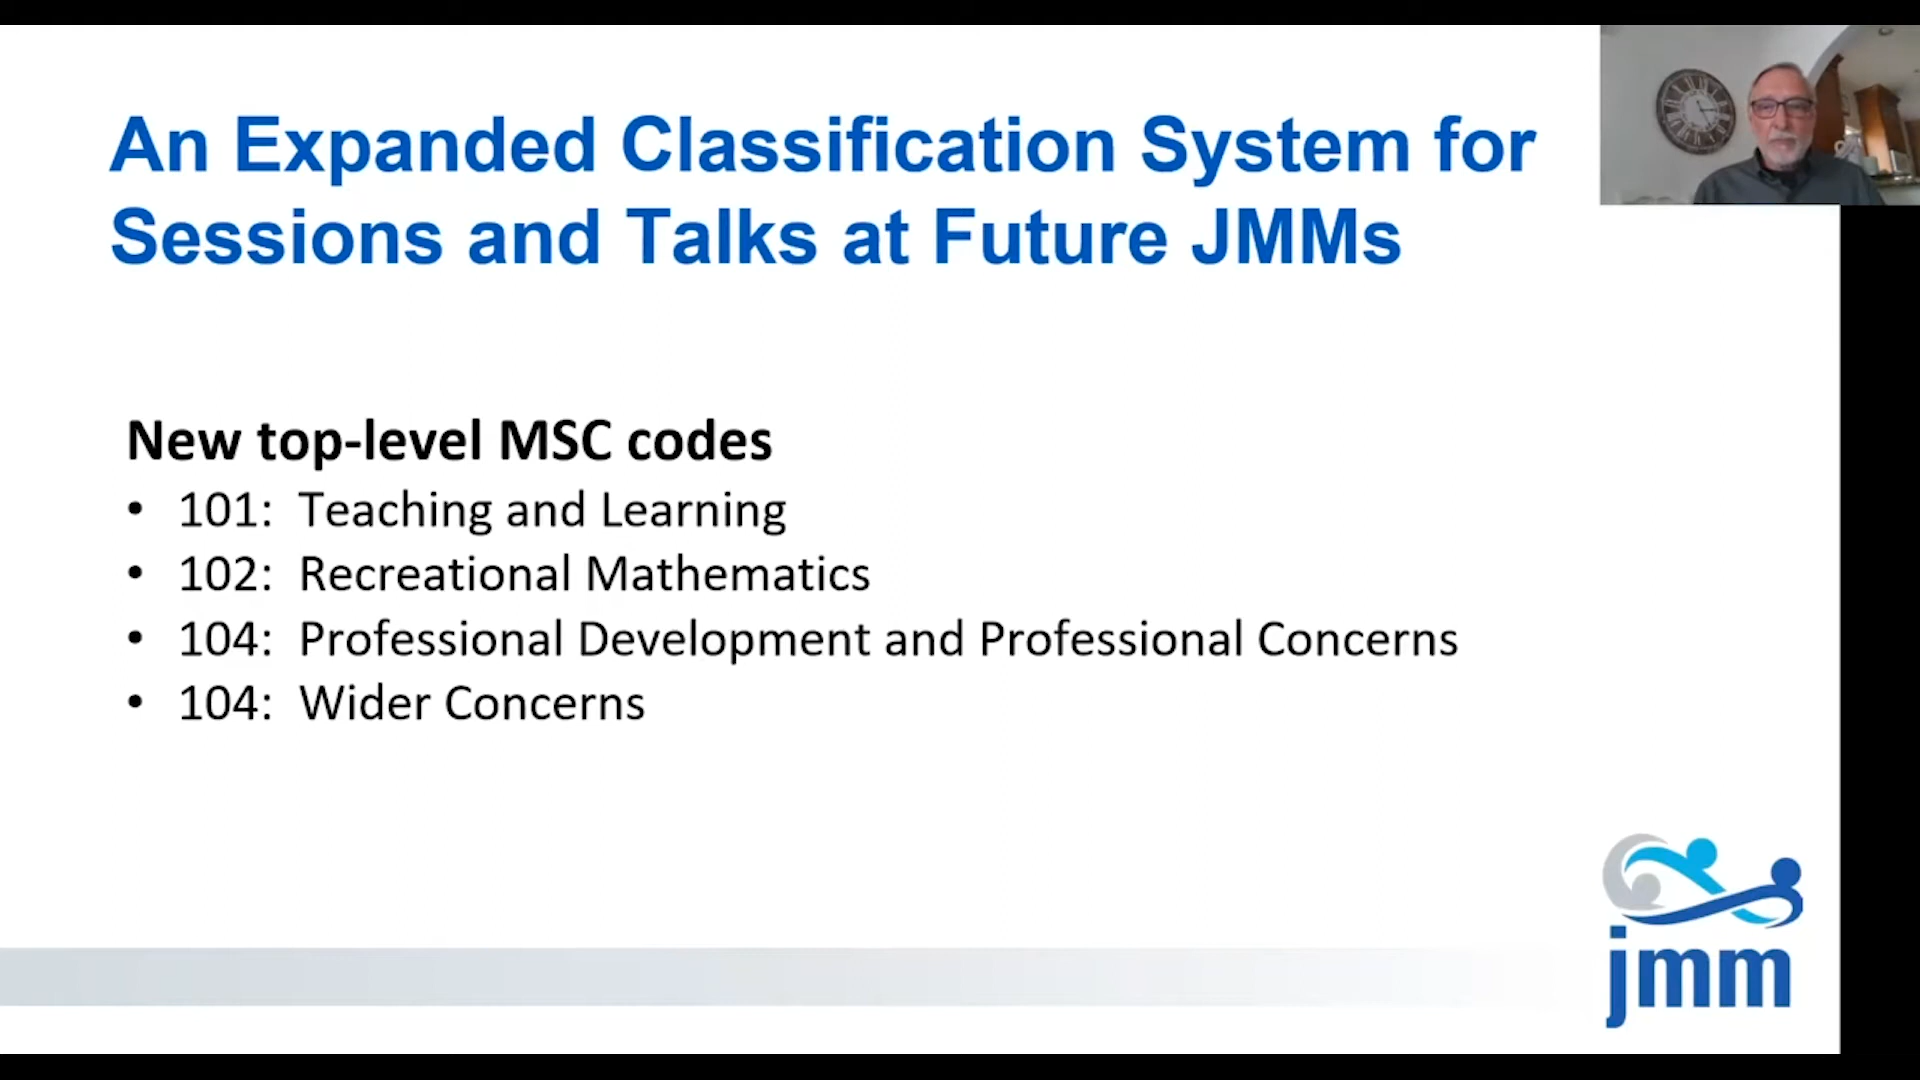 An Expanded Classification System for
Sessions and Talks at Future JMMs
New top-level MSC codes
• 101: Teaching and Learning
• 102: Recreational Mathematics
• 104: Professional Development and Professional Concerns
• 104: Wider Concerns
jmm